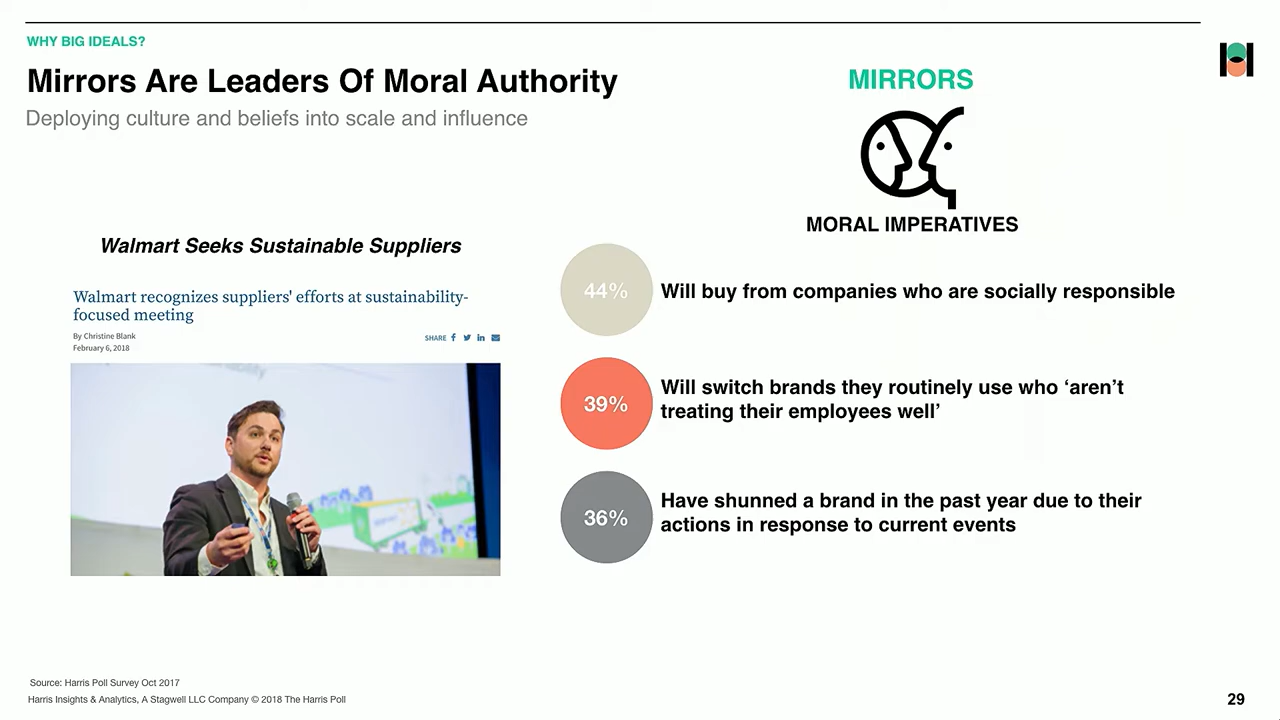 WHY BIG IDEALS?
Mirrors Are Leaders Of Moral Authority
Deploying culture and beliefs into scale and influence
MIRRORS
MORAL IMPERATIVES
Walmart Seeks Sustainable Suppliers
Walmart recognizes suppliers' efforts at sustainability-
focused meeting
By Christine Blank
February 6, 2018
SHARE
44%
Will buy from companies who are socially responsible
39%
Will switch brands they routinely use who ‘aren’t
treating their employees well’
36%
Have shunned a brand in the past year due to their
actions in response to current events
Source: Harris Poll Survey Oct 2017
Harris Insights & Analytics, A Stagwell LLC Company © 2018 The Harris Poll
29